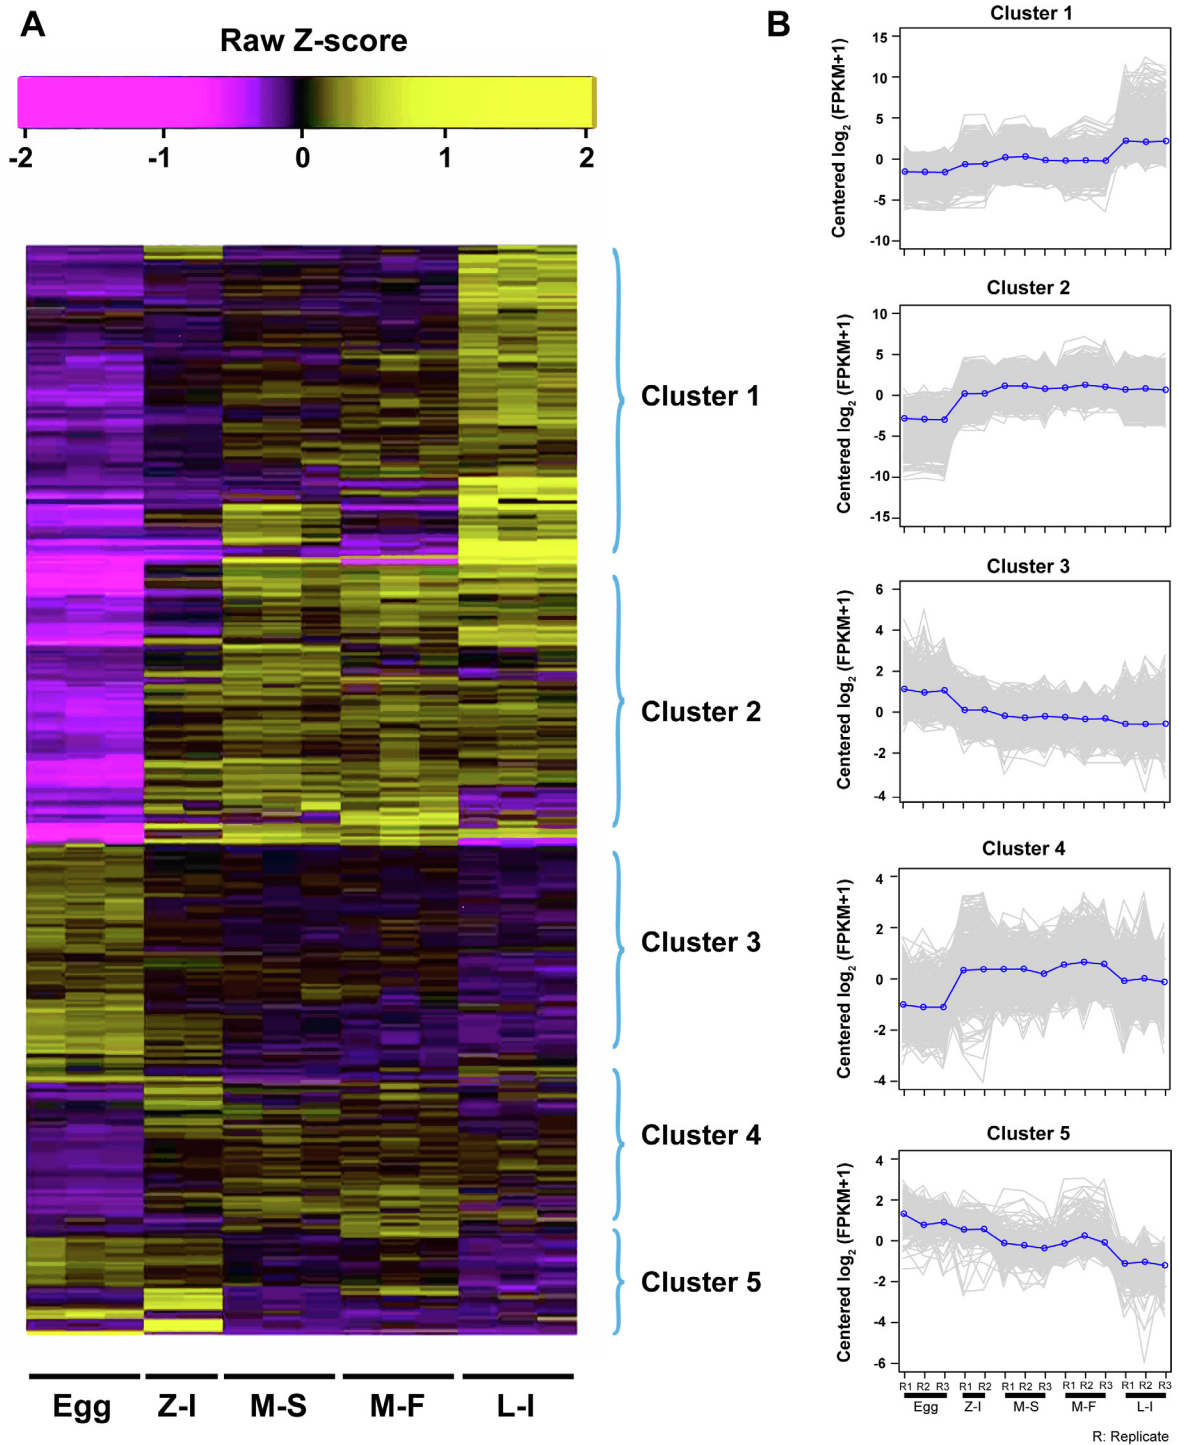 A
Raw Z-score
-2 -1 0 1 2
Cluster 1
Cluster 2
Cluster 3
Cluster 4
Cluster 5
Egg Z-I M-S M-F L-I
B
Cluster 1
Centered log2 (FPKM+1)
15
10
5
0
-5
-10
Cluster 2
Centered log2 (FPKM+1)
10
5
0
-5
-10
-15
Cluster 3
Centered log2 (FPKM+1)
6
4
2
0
-2
-4
Cluster 4
Centered log2 (FPKM+1)
4
2
0
-2
-4
Cluster 5
Centered log2 (FPKM+1)
4
2
0
-2
-4
-6
R1 R2 R3 R1 R2 R1 R2 R3 R1 R2 R3 R1 R2 R3
Egg Z-I M-S M-F L-I
R: Replicate